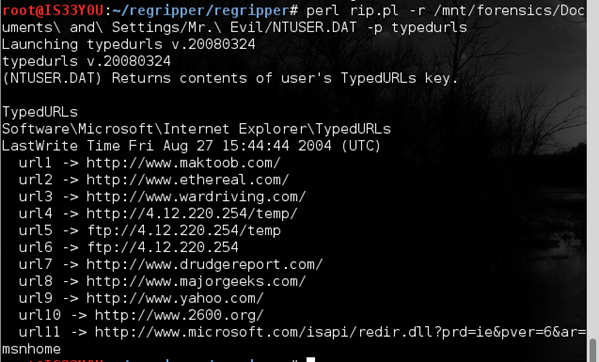 root@IS33Y0U:~/regripper/regripper# perl rip.pl -r /mnt/forensics/Doc
uments\ and\ Settings/Mr.\ Evil/NTUSER.DAT -p typedurls
Launching typedurls v.20080324
typedurls v.20080324
(NTUSER.DAT) Returns contents of user's TypedURLs key.
TypedURLs
Software\Microsoft\Internet Explorer\TypedURLs
LastWrite Time Fri Aug 27 15:44:44 2004 (UTC)
url1 -> http://www.maktoob.com/
url2 -> http://www.ethereal.com/
url3 -> http://www.wardriving.com/
url4 -> http://4.12.220.254/temp/
url5 -> ftp://4.12.220.254/temp
url6 -> ftp://4.12.220.254
url7 -> http://www.drudgereport.com/
url8 -> http://www.majorgeeks.com/
url9 -> http://www.yahoo.com/
url10 -> http://www.2600.org/
url11 -> http://www.microsoft.com/isapi/redir.dll?prd=ie&pver=6&ar=
msnhome
root@IS33Y0U:~/regripper/regripper#